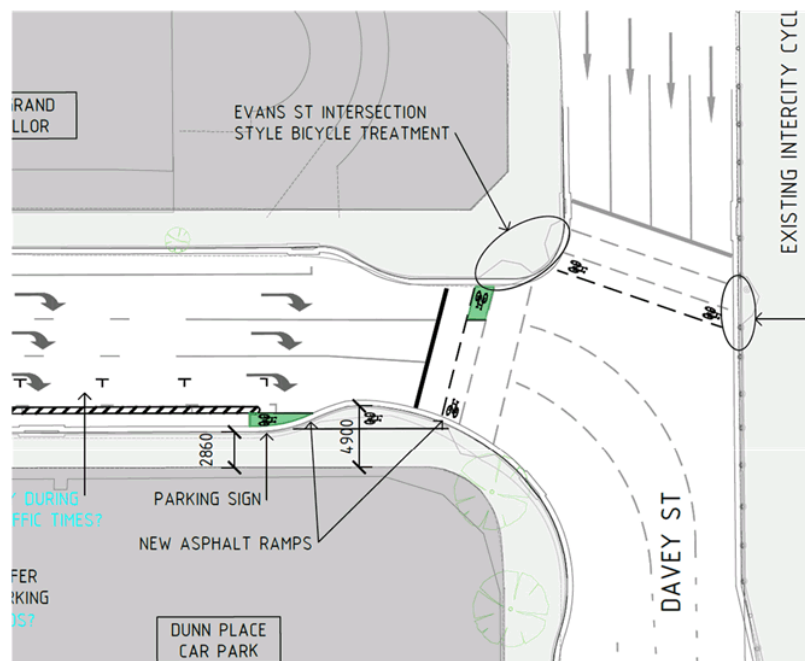 EXISTING INTERCITY CYCL
GRAND
LLOR
EVANS ST INTERSECTION
STYLE BICYCLE TREATMENT
2860
4900
Y DURING
FFIC TIMES?
PARKING SIGN
NEW ASPHALT RAMPS
FER
RKING
OS?
DUNN PLACE
CAR PARK
DAVEY ST